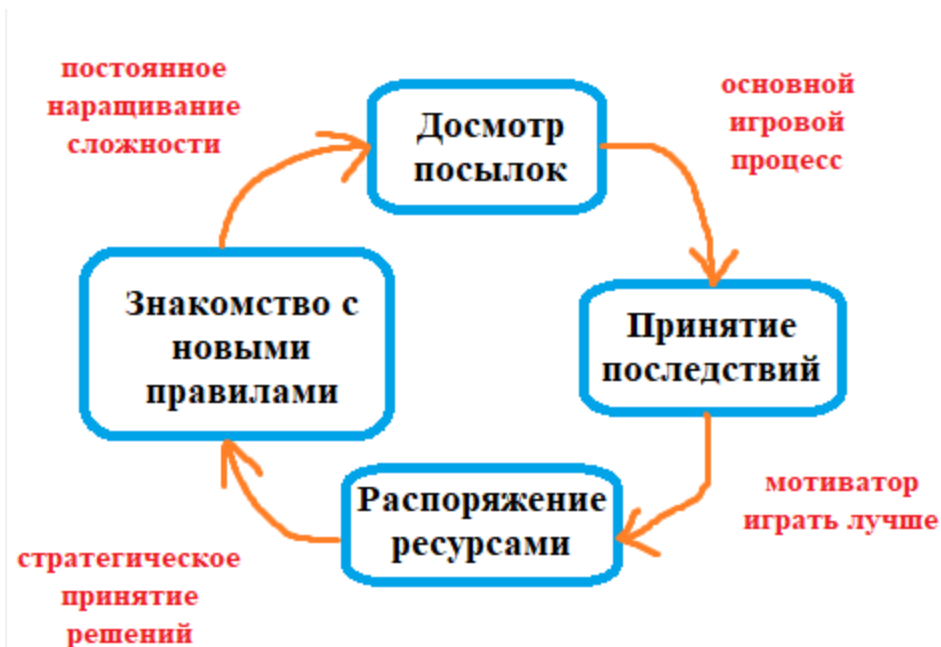 постоянное
наращивание
сложности
Досмотр
посылок
основной
игровой
процесс
Знакомство с
новыми
правилами
Принятие
последствий
Распоряжение
ресурсами
мотиватор
играть лучше
стратегическое
принятие
решений